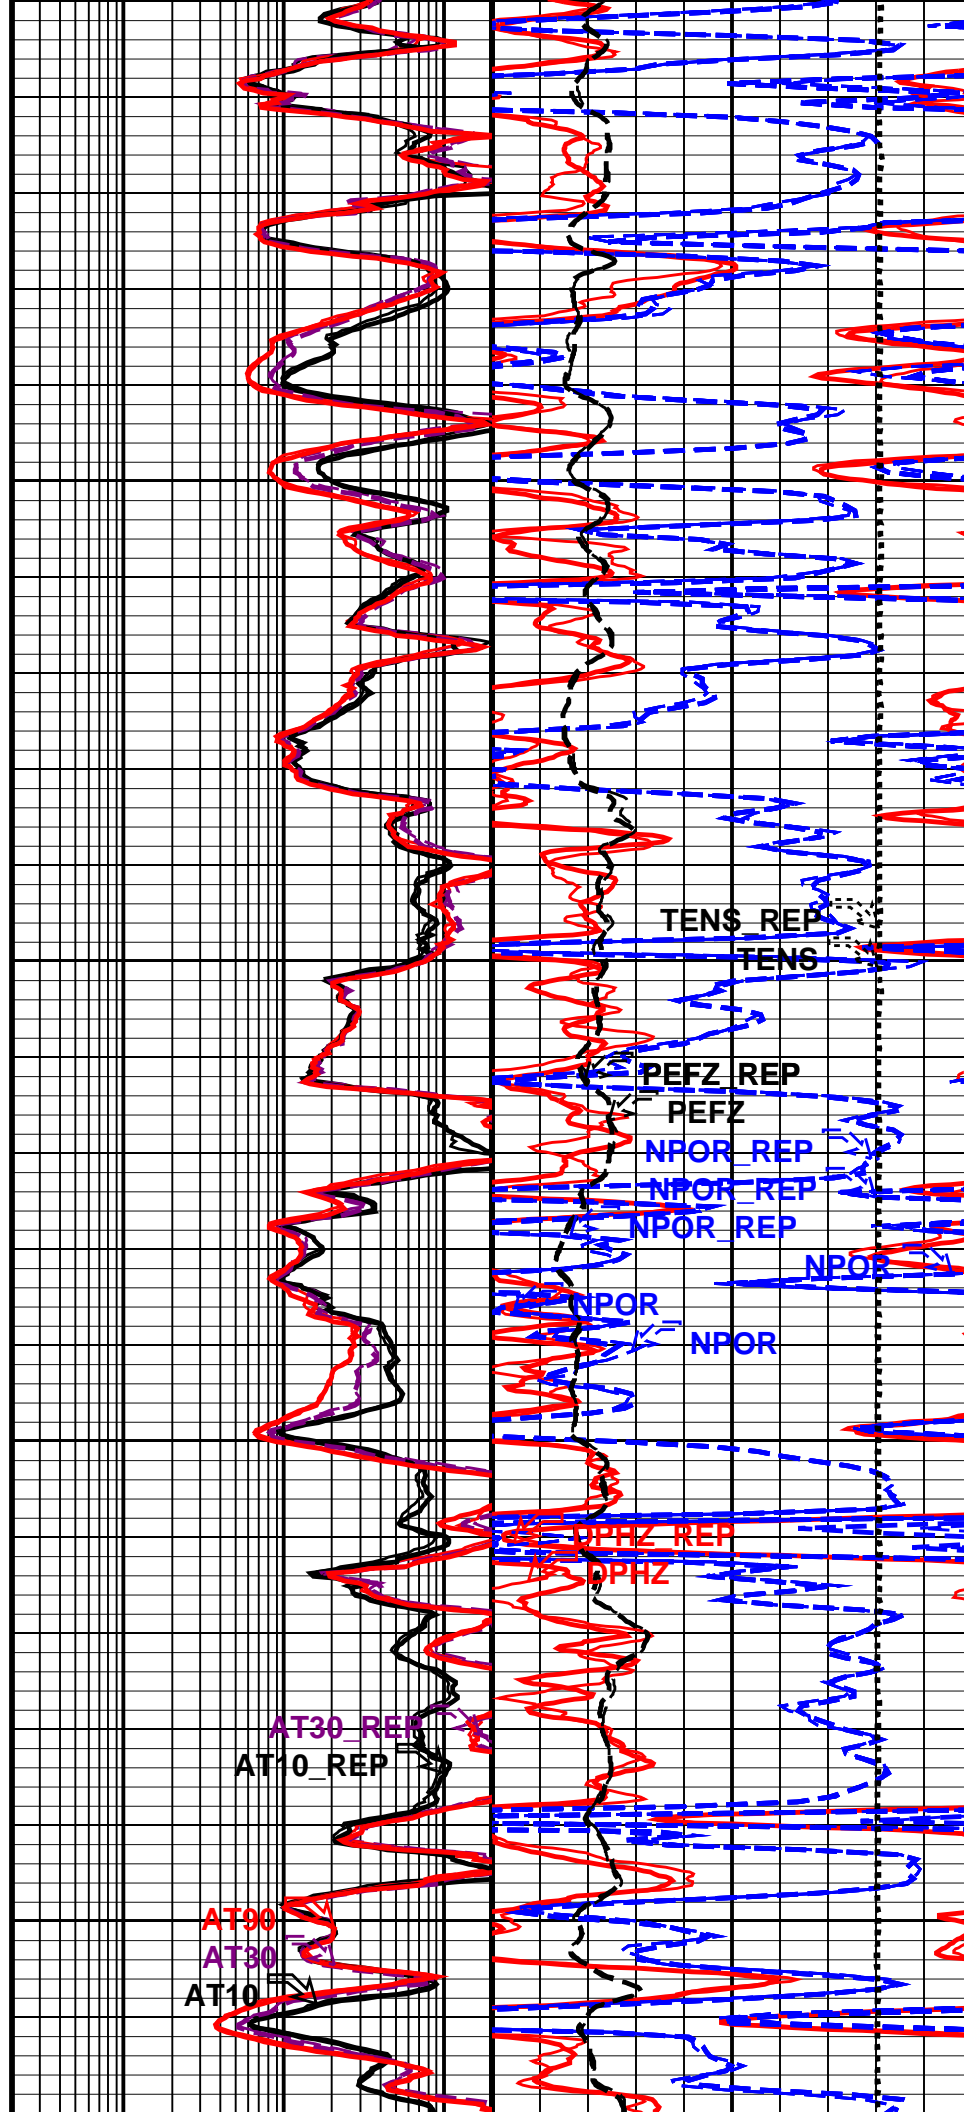 TENS_REP
TENS
PEFZ_REP
PEFZ
NPOR_REP
NPOR_REP
NPOR_REP
NPOR
NPOR
NPOR
DPHZ_REP
DPHZ
AT30_REP
AT10_REP
AT90
AT30
AT10